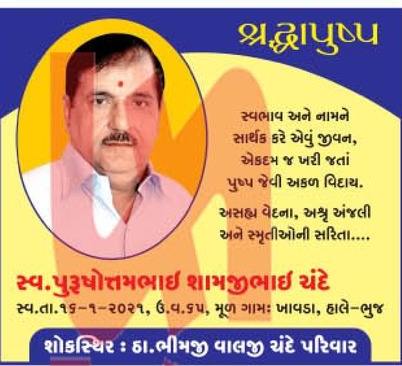 શ્રદ્ધાપુષ્પ
સ્વભાવ અને નામને
સાર્થક કરે એવું જીવન,
એકદમ જ ખરી જતાં
પુષ્પ જેવી અકળ વિદાય.
અસહ્ય વેદના, અશ્રૃ અંજલી
અને સ્મૃતીઓની સરિતા....
સ્વ.પુરૂષોત્તમભાઈ શામજીભાઈ ચંદે
સ્વ.તા.૧૬-૧-૨૦૨૧, ઉ.વ.૬૫, મૂળ ગામઃ ખાવડા, હાલે-ભુજ
શોકસ્થિર : ઠા.ભીમજી વાલજી ચંદે પરિવાર